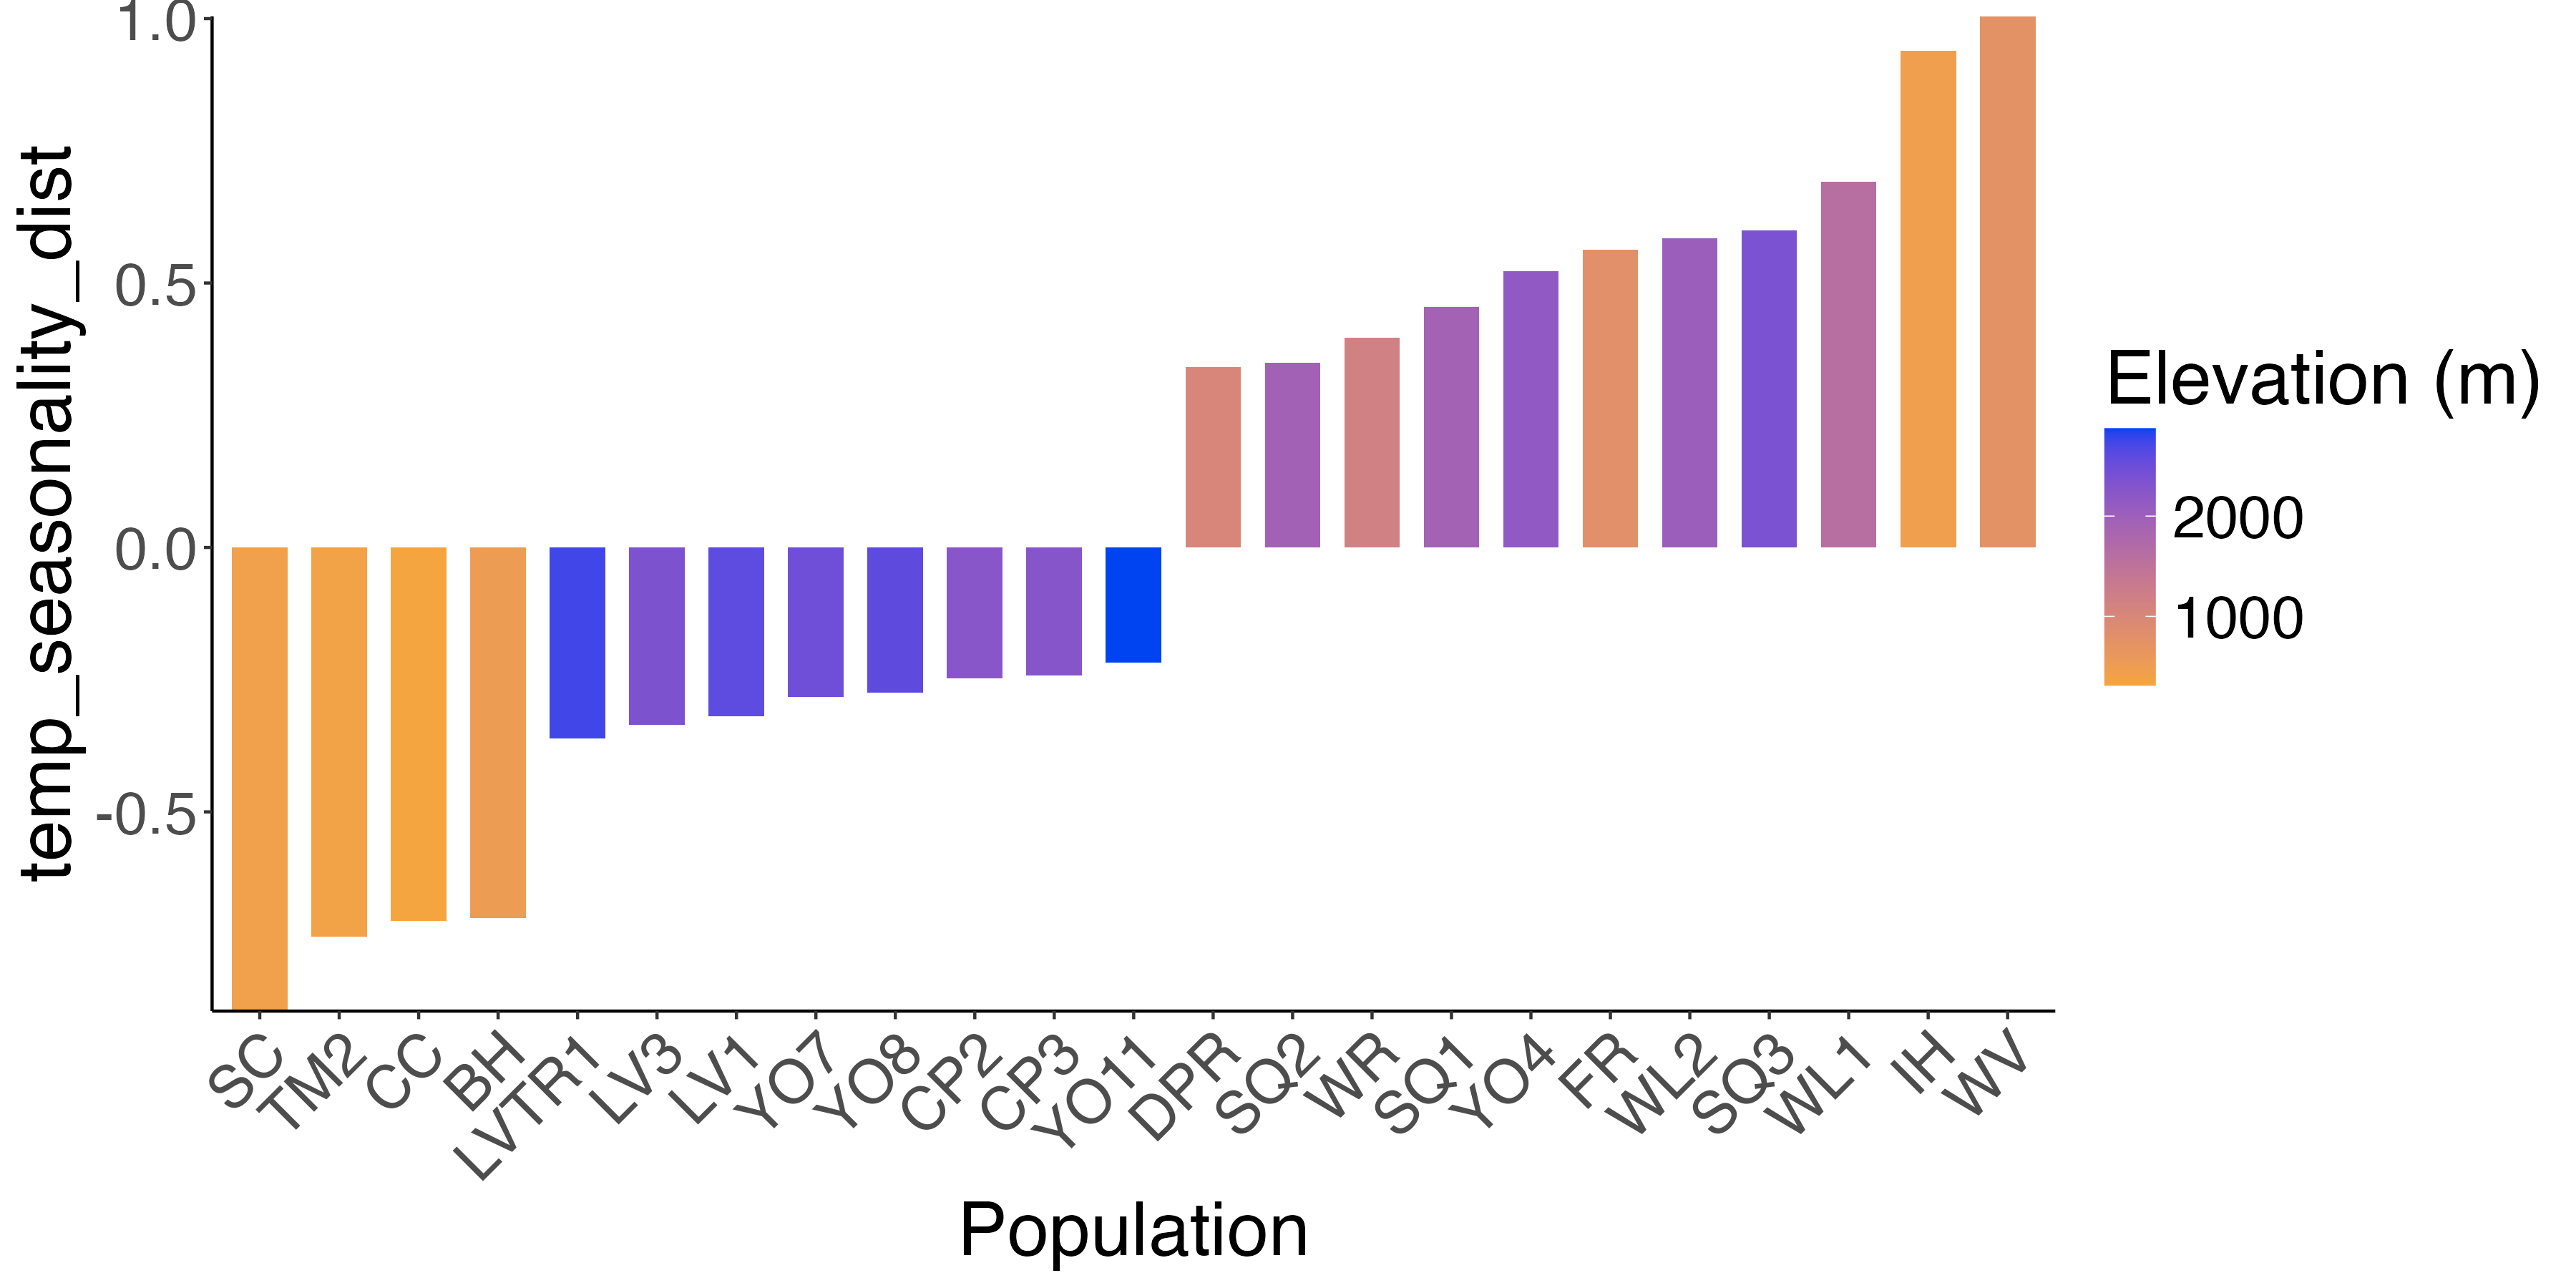 temp_seasonality_dist
1.0
0.5
0.0
-0.5
SC
TM2
CC
BH
LVTR1
LV3
LV1
YO7
YO8
CP2
CP3
YO11
DPR
SQ2
WR
SQ1
YO4
FR
WL2
SQ3
WL1
IH
WV
Population
Elevation (m)
2000
1000